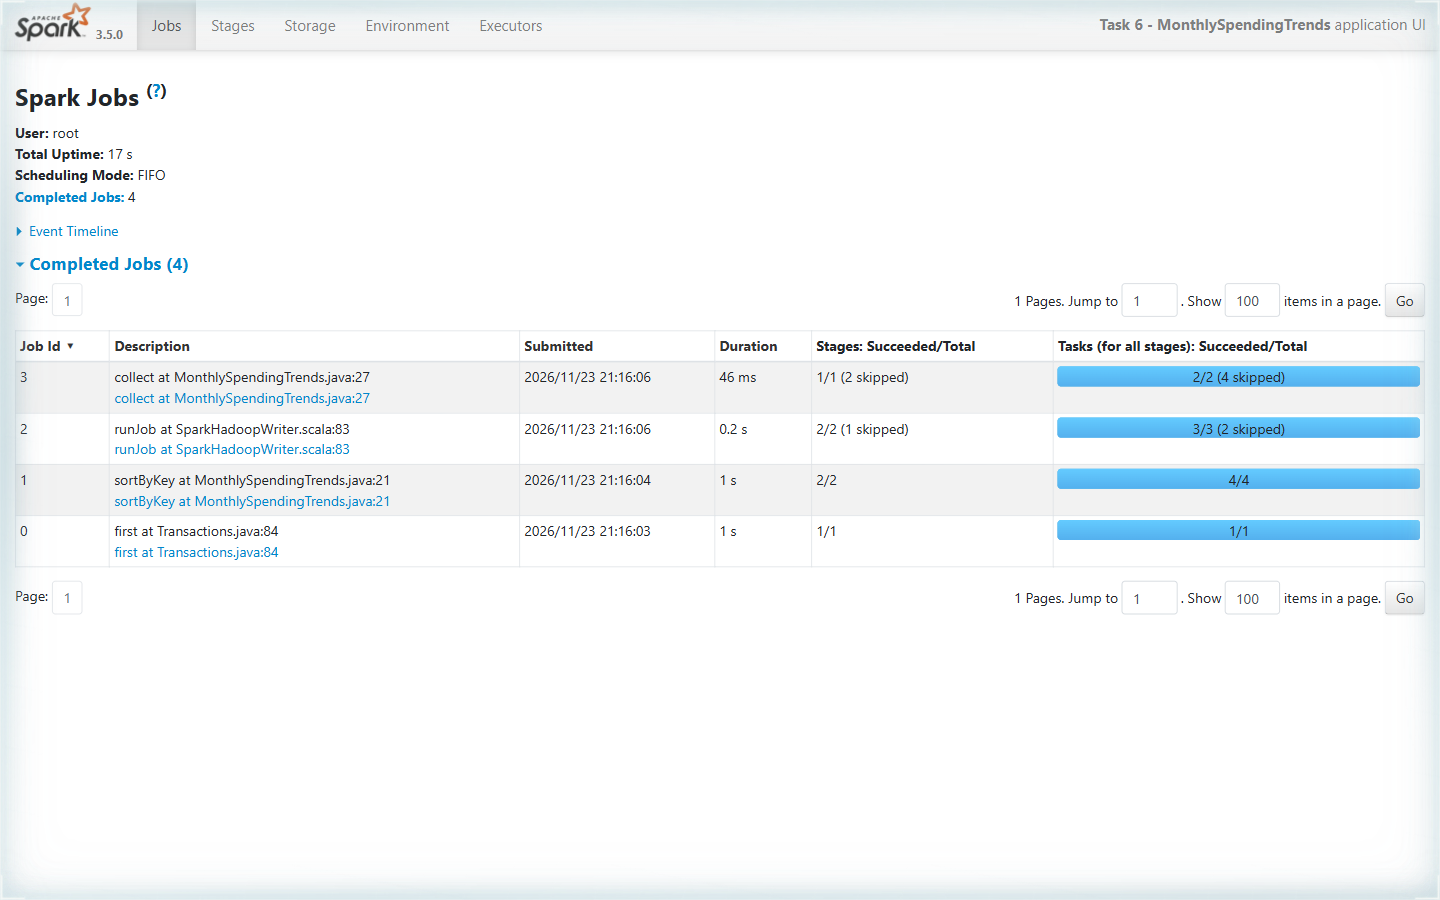 APACHE
Spark 3.5.0 Jobs Stages Storage Environment Executors Task 6 - MonthlySpendingTrends application UI
Spark Jobs (?)
User: root
Total Uptime: 17 s
Scheduling Mode: FIFO
Completed Jobs: 4
Event Timeline
Completed Jobs (4)
Page: 1 1 Pages. Jump to 1 . Show 100 items in a page. Go
Job Id ▾ Description Submitted Duration Stages: Succeeded/Total Tasks (for all stages): Succeeded/Total
3 collect at MonthlySpendingTrends.java:27 2026/11/23 21:16:06 46 ms 1/1 (2 skipped) 2/2 (4 skipped)
collect at MonthlySpendingTrends.java:27
2 runJob at SparkHadoopWriter.scala:83 2026/11/23 21:16:06 0.2 s 2/2 (1 skipped) 3/3 (2 skipped)
runJob at SparkHadoopWriter.scala:83
1 sortByKey at MonthlySpendingTrends.java:21 2026/11/23 21:16:04 1 s 2/2 4/4
sortByKey at MonthlySpendingTrends.java:21
0 first at Transactions.java:84 2026/11/23 21:16:03 1 s 1/1 1/1
first at Transactions.java:84
Page: 1 1 Pages. Jump to 1 . Show 100 items in a page. Go